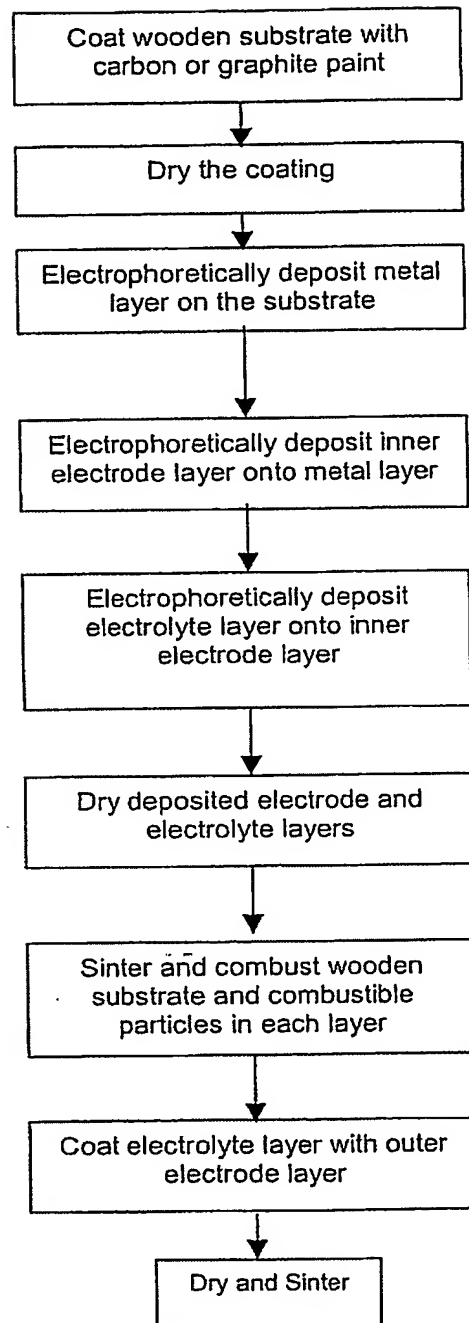 Coat wooden substrate with
carbon or graphite paint
Dry the coating
Electrophoretically deposit metal
layer on the substrate
Electrophoretically deposit inner
electrode layer onto metal layer
Electrophoretically deposit
electrolyte layer onto inner
electrode layer
Dry deposited electrode and
electrolyte layers
Sinter and combust wooden
substrate and combustible
particles in each layer
Coat electrolyte layer with outer
electrode layer
Dry and Sinter